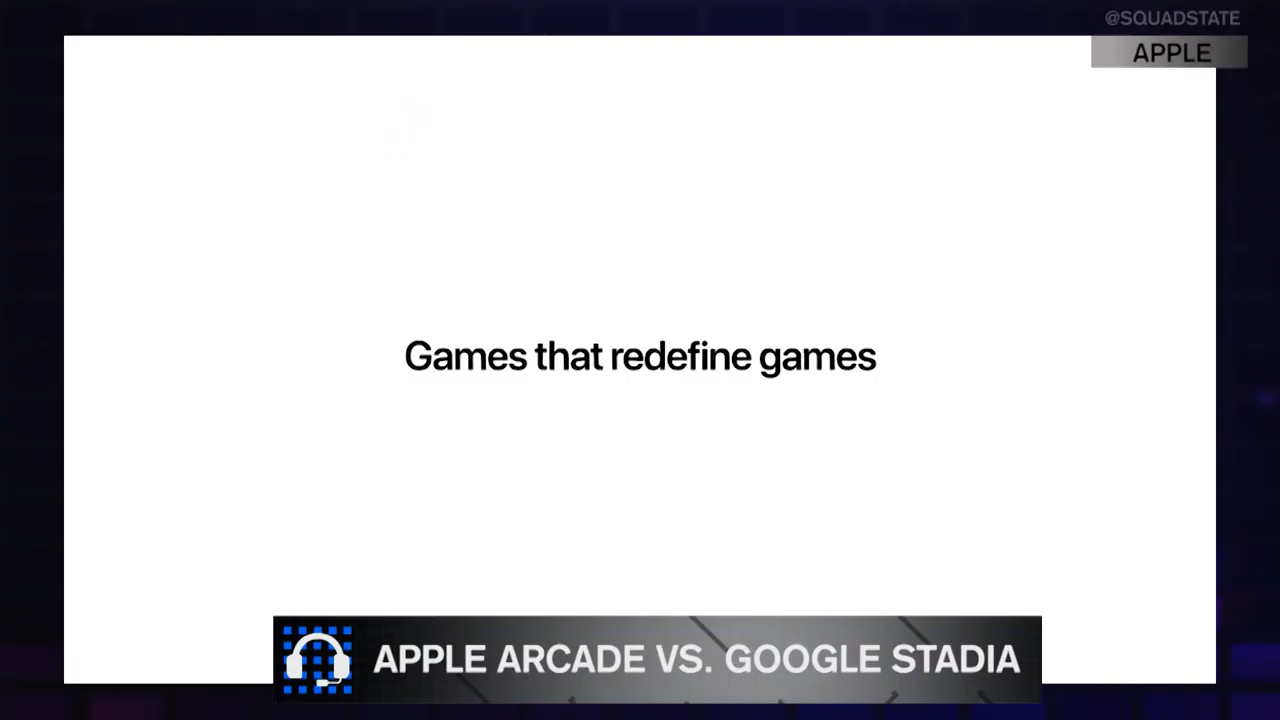 @SQUADSTATE
APPLE
Games that redefine games
APPLE ARCADE VS. GOOGLE STADIA